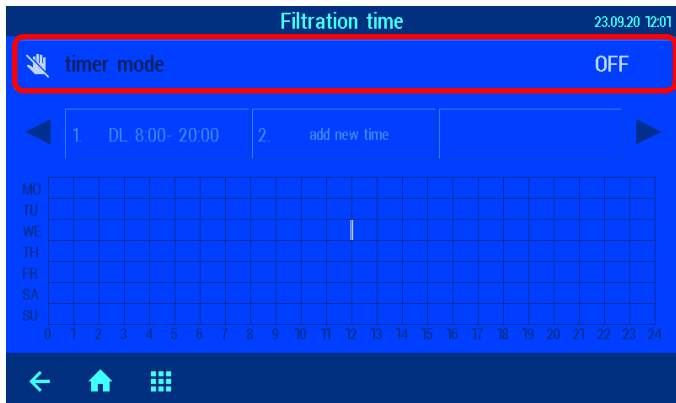 Filtration time 23.09.20 12:01
timer mode OFF
1. DL 8:00- 20:00 2. add new time
MO
TU
WE
TH
FR
SA
SU
0 1 2 3 4 5 6 7 8 9 10 11 12 13 14 15 16 17 18 19 20 21 22 23 24